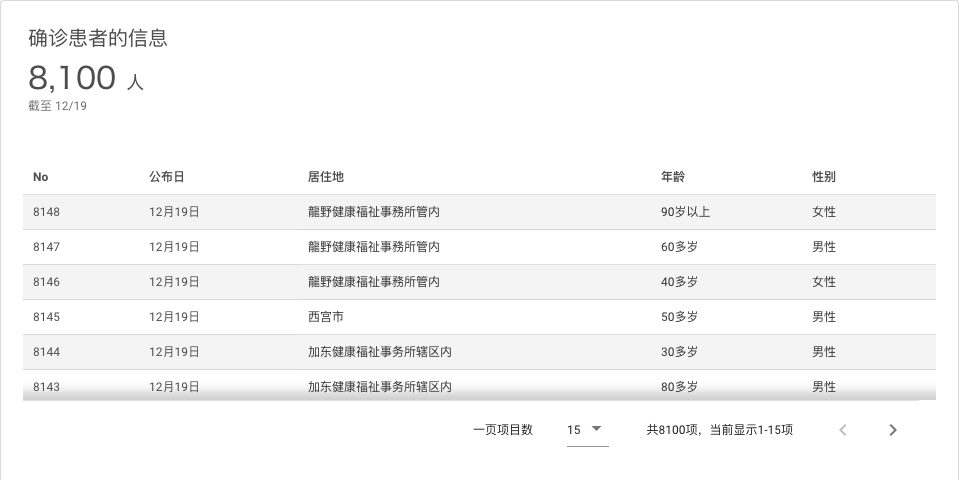 确诊患者的信息
8,100 人
截至 12/19
No 公布日 居住地 年龄 性别
8148 12月19日 龍野健康福祉事務所管内 90岁以上 女性
8147 12月19日 龍野健康福祉事務所管内 60多岁 男性
8146 12月19日 龍野健康福祉事務所管内 40多岁 女性
8145 12月19日 西宫市 50多岁 男性
8144 12月19日 加东健康福祉事务所辖区内 30多岁 男性
8143 12月19日 加东健康福祉事务所辖区内 80多岁 男性
一页项目数 15 共8100项，当前显示1-15项